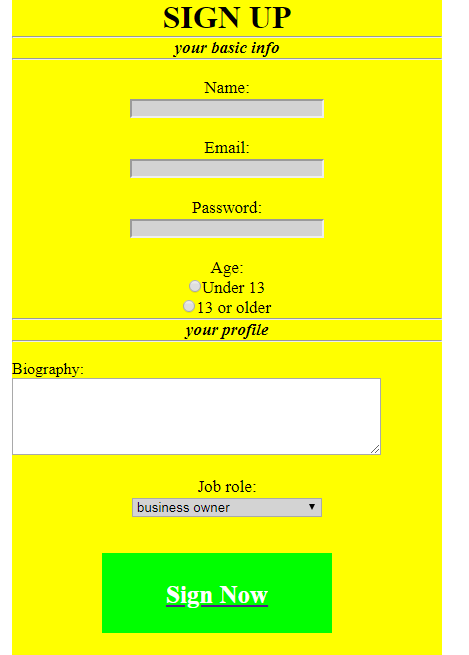 SIGN UP
your basic info
Name:
Email:
Password:
Age:
Under 13
13 or older
your profile
Biography:
Job role:
business owner
Sign Now